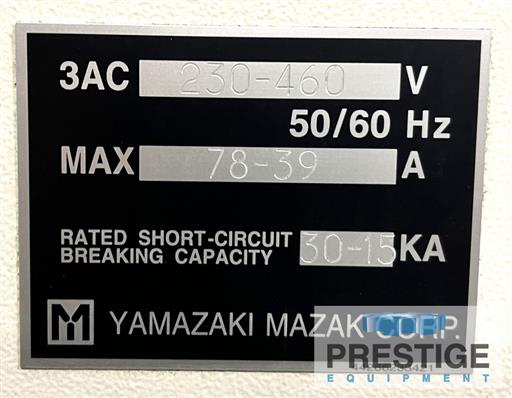 3AC 230-460 V
50/60 Hz
MAX 78-39 A
RATED SHORT-CIRCUIT
BREAKING CAPACITY 30-15 KA
M YAMAZAKI MAZAK CORP.
PRESTIGE
EQUIPMENT